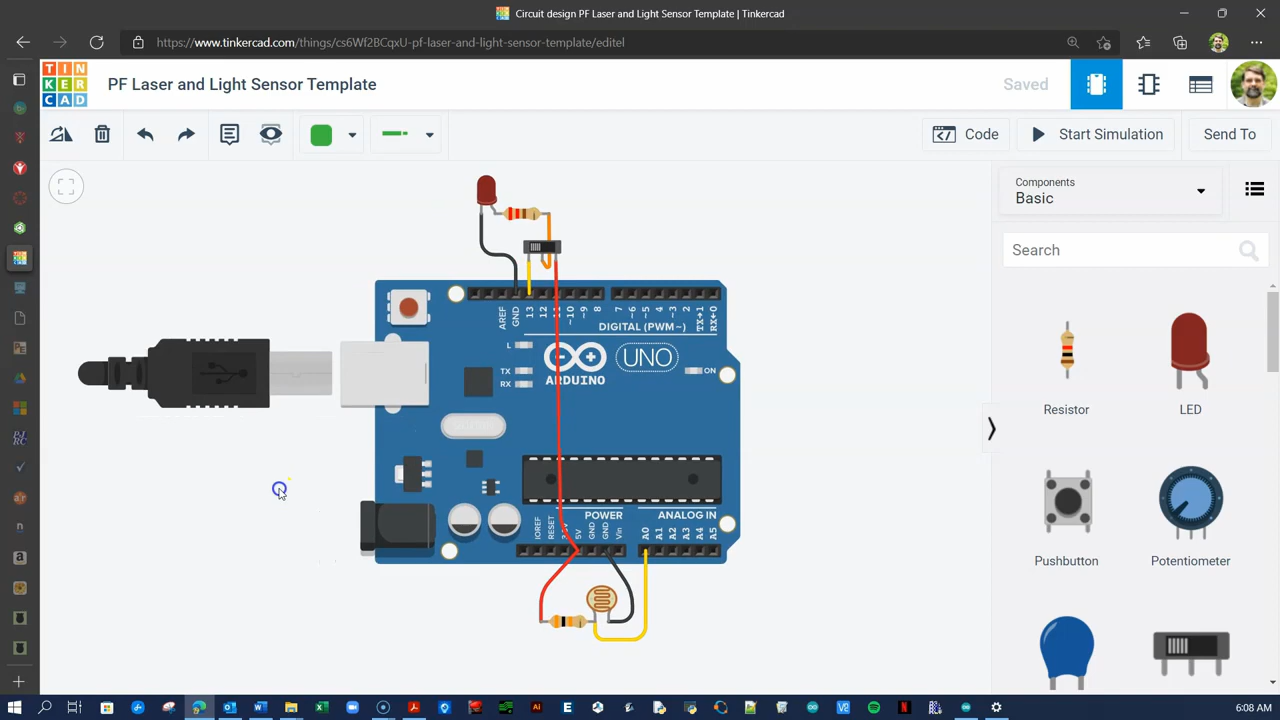 Circuit design PF Laser and Light Sensor Template | Tinkercad
https://www.tinkercad.com/things/cs6Wf2BCqxU-pf-laser-and-light-sensor-template/editel
TIN
KER
CAD
PF Laser and Light Sensor Template
Saved
Code
Start Simulation
Send To
Components
Basic
Search
Resistor
LED
Pushbutton
Potentiometer
AREF
GND
13
12
~10
~9
8
7
~6
~5
4
~3
2
TX→1
RX←0
DIGITAL (PWM~)
L
TX
RX
ARDUINO
UNO
ON
POWER
ANALOG IN
IOREF
RESET
5V
GND
GND
Vin
A0
A1
A2
A3
A4
A5
6:08 AM